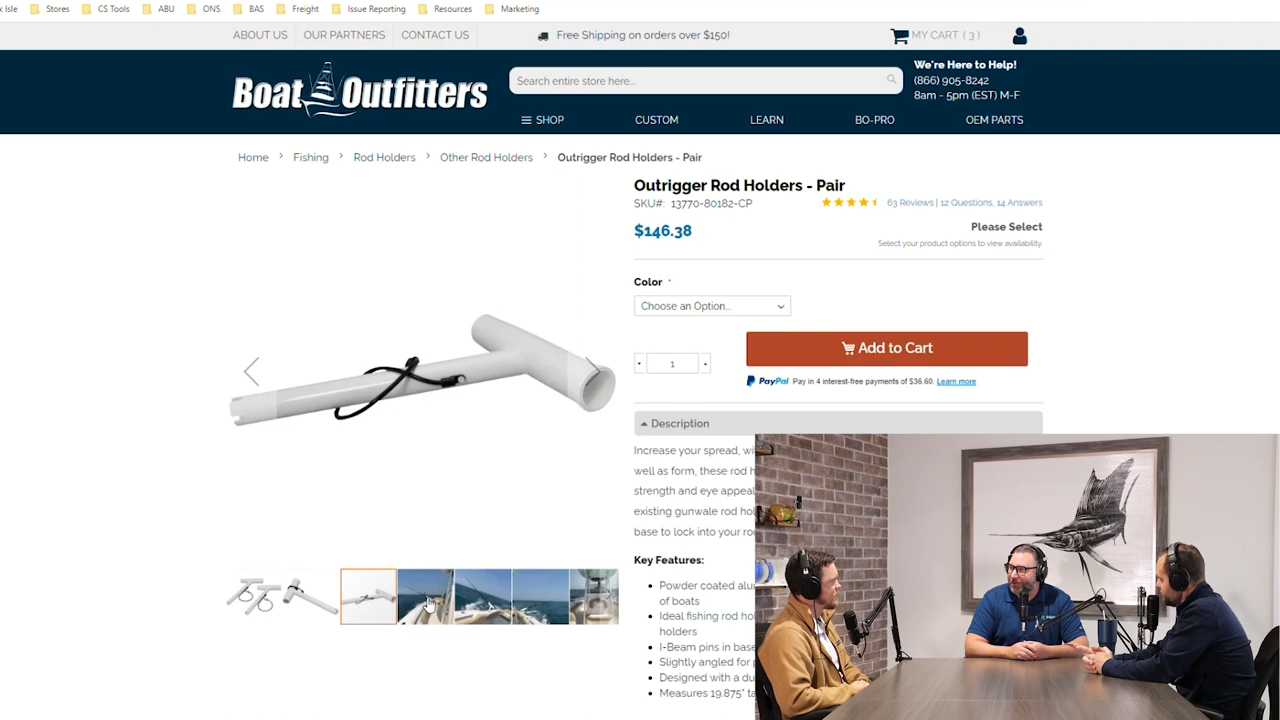 Isle
Stores
CS Tools
ABU
ONS
BAS
Freight
Issue Reporting
Resources
Marketing
ABOUT US
OUR PARTNERS
CONTACT US
Free Shipping on orders over $150!
MY CART ( 3 )
Boat Outfitters
Search entire store here...
We're Here to Help!
(866) 905-8242
8am - 5pm (EST) M-F
SHOP
CUSTOM
LEARN
BO-PRO
OEM PARTS
Home > Fishing > Rod Holders > Other Rod Holders > Outrigger Rod Holders - Pair
Outrigger Rod Holders - Pair
SKU#: 13770-80182-CP
63 Reviews | 12 Questions, 14 Answers
$146.38
Please Select
Select your product options to view availability.
Color *
Choose an Option...
1
Add to Cart
PayPal Pay in 4 interest-free payments of $36.60. Learn more
Description
Increase your spread,
well as form, these rod
strength and eye appeal
existing gunwale rod
base to lock into your
Key Features:
Powder coated
of boats
Ideal fishing rod
holders
I-Beam pins in base
Slightly angled for
Designed with a
Measures 19.875"